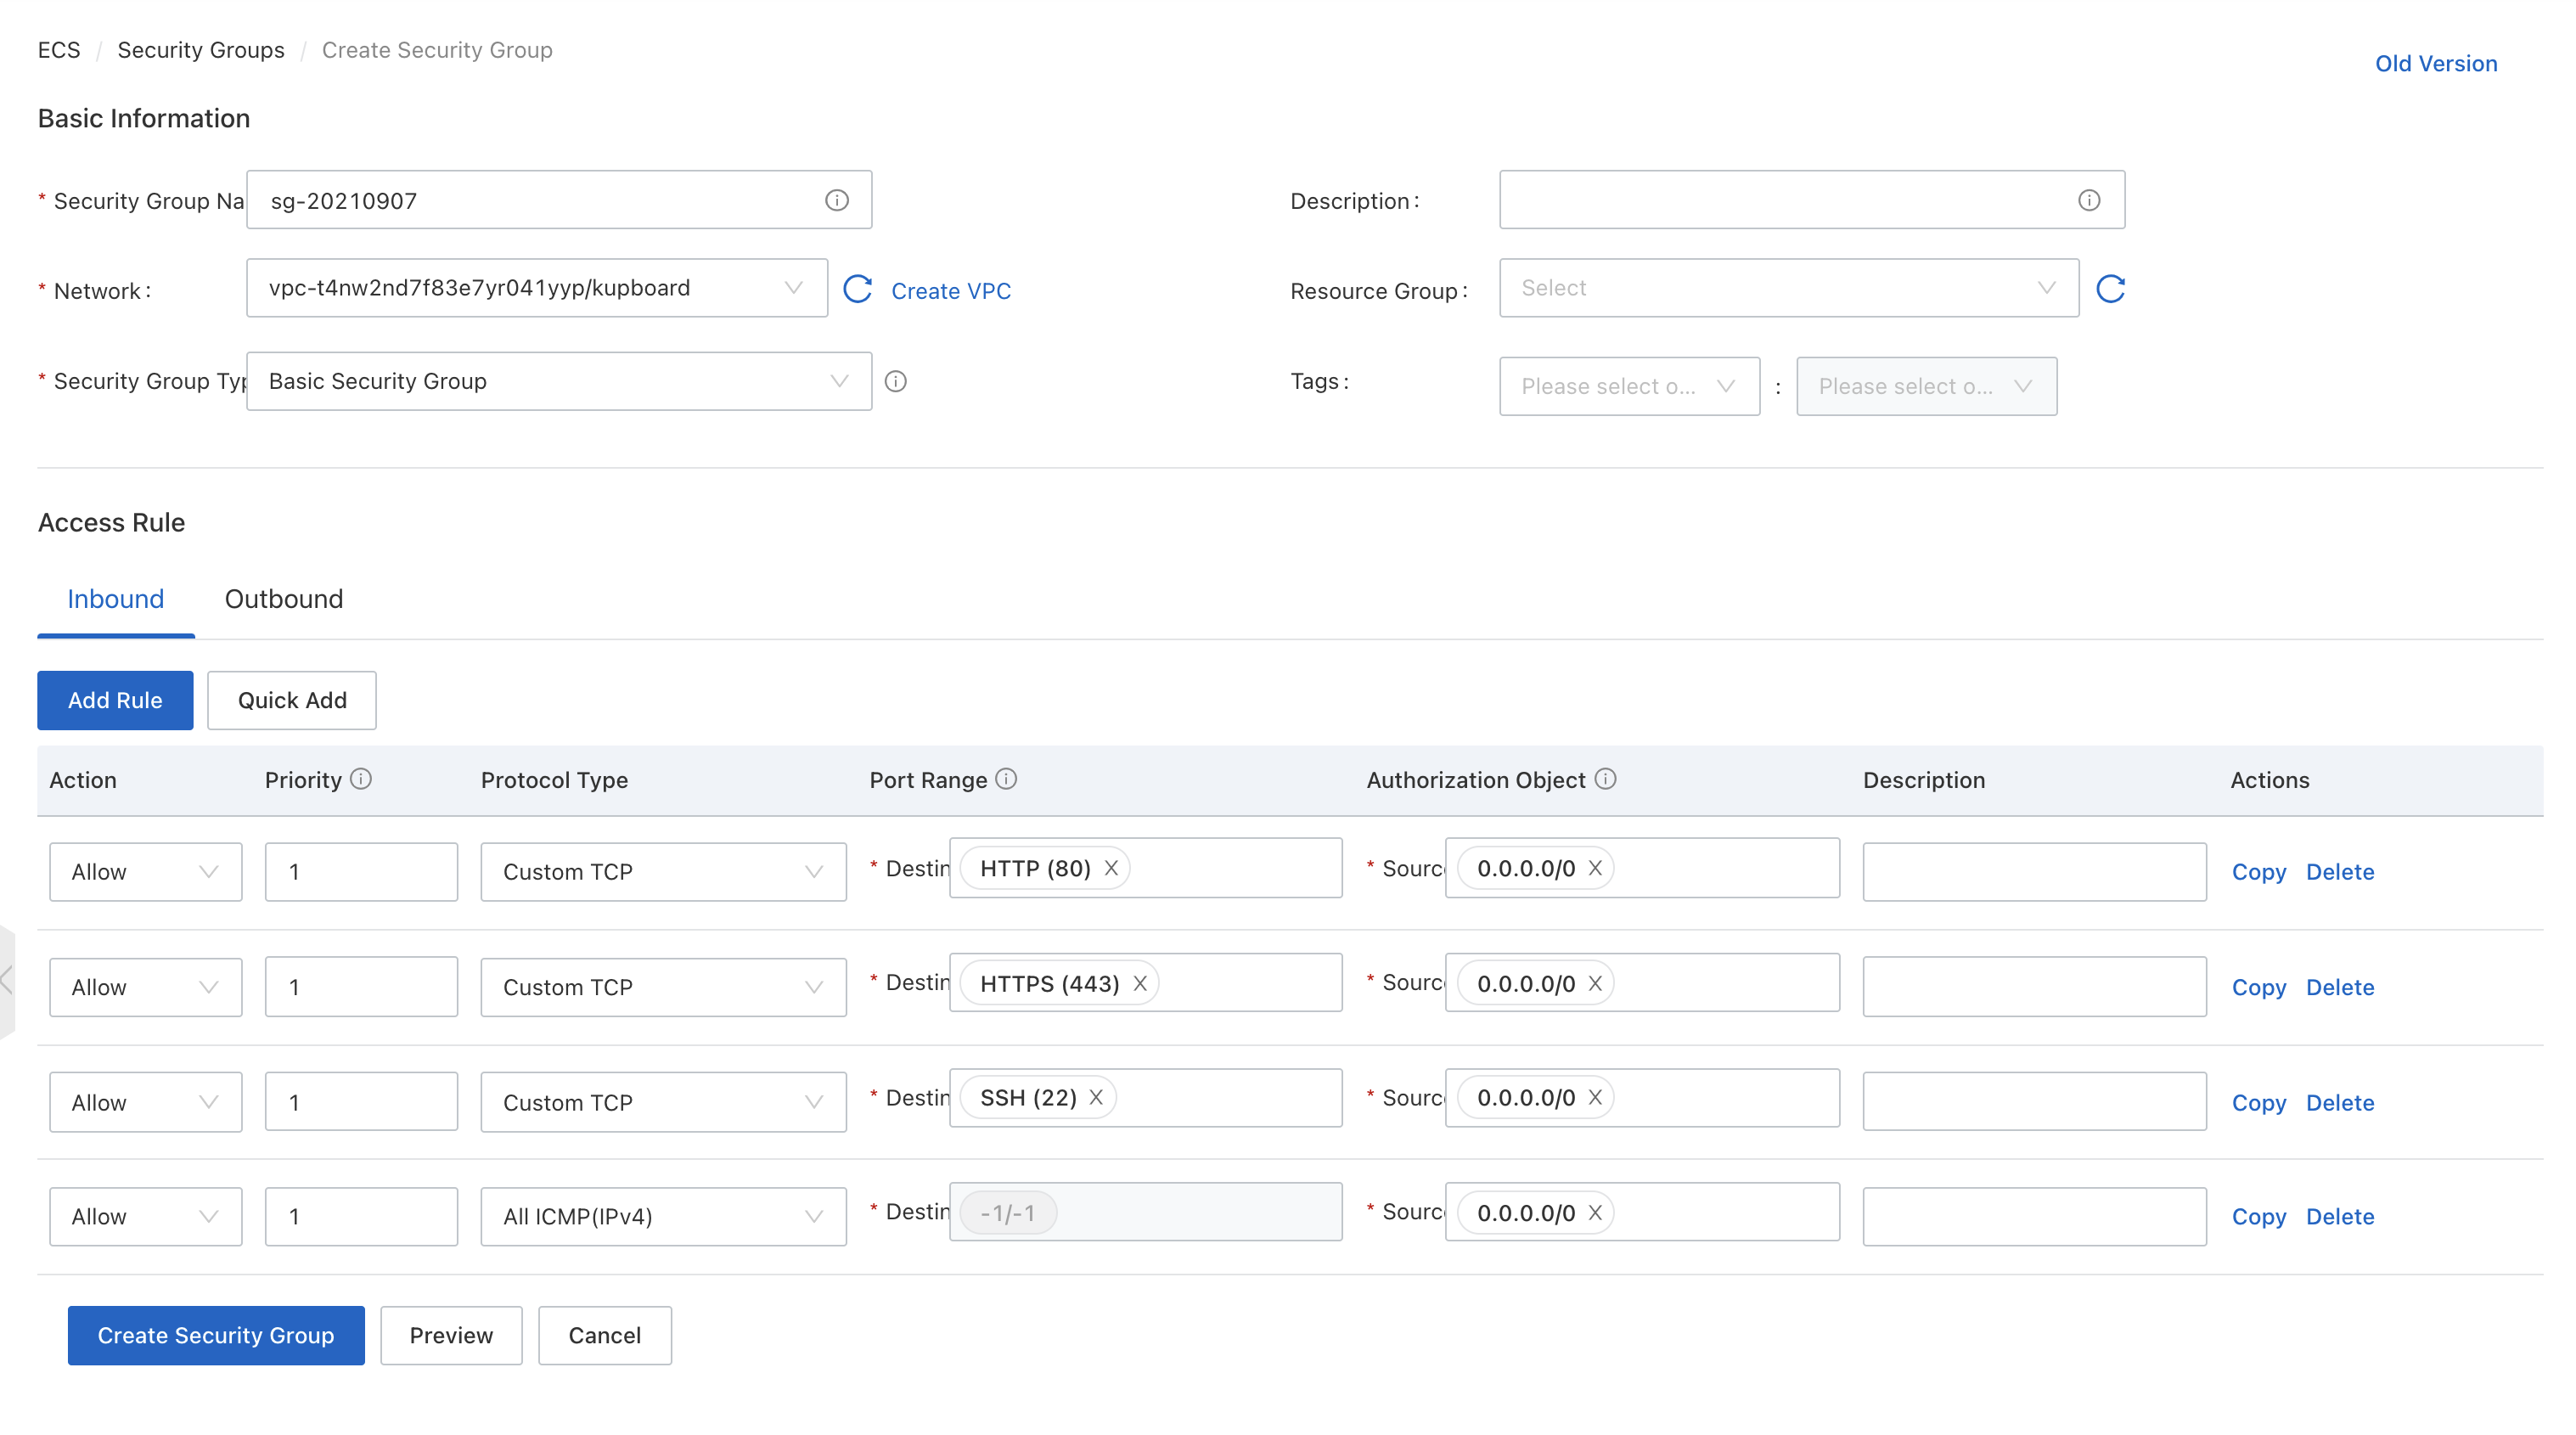 ECS / Security Groups / Create Security Group
Old Version
Basic Information
* Security Group Na sg-20210907
Description :
* Network : vpc-t4nw2nd7f83e7yr041yyp/kupboard Create VPC
Resource Group : Select
* Security Group Typ Basic Security Group
Tags : Please select o... : Please select o...
Access Rule
Inbound Outbound
Add Rule Quick Add
Action Priority Protocol Type Port Range Authorization Object Description Actions
Allow 1 Custom TCP * Destin HTTP (80) X * Sourc 0.0.0.0/0 X Copy Delete
Allow 1 Custom TCP * Destin HTTPS (443) X * Sourc 0.0.0.0/0 X Copy Delete
Allow 1 Custom TCP * Destin SSH (22) X * Sourc 0.0.0.0/0 X Copy Delete
Allow 1 All ICMP(IPv4) * Destin -1/-1 * Sourc 0.0.0.0/0 X Copy Delete
Create Security Group Preview Cancel